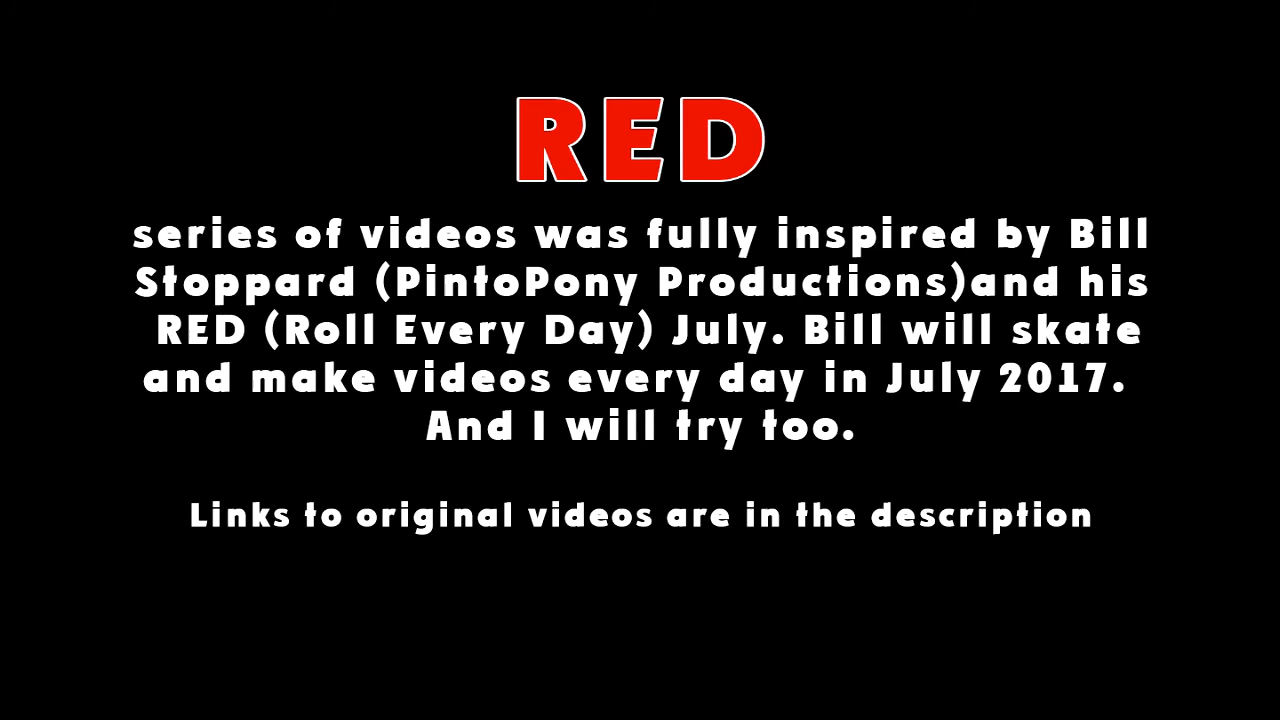 RED
series of videos was fully inspired by Bill
Stoppard (PintoPony Productions)and his
RED (Roll Every Day) July. Bill will skate
and make videos every day in July 2017.
And I will try too.
Links to original videos are in the description